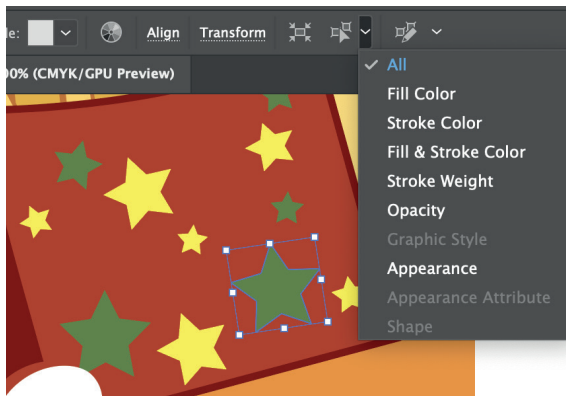 le:
Align
Transform
00% (CMYK/GPU Preview)
All
Fill Color
Stroke Color
Fill & Stroke Color
Stroke Weight
Opacity
Graphic Style
Appearance
Appearance Attribute
Shape